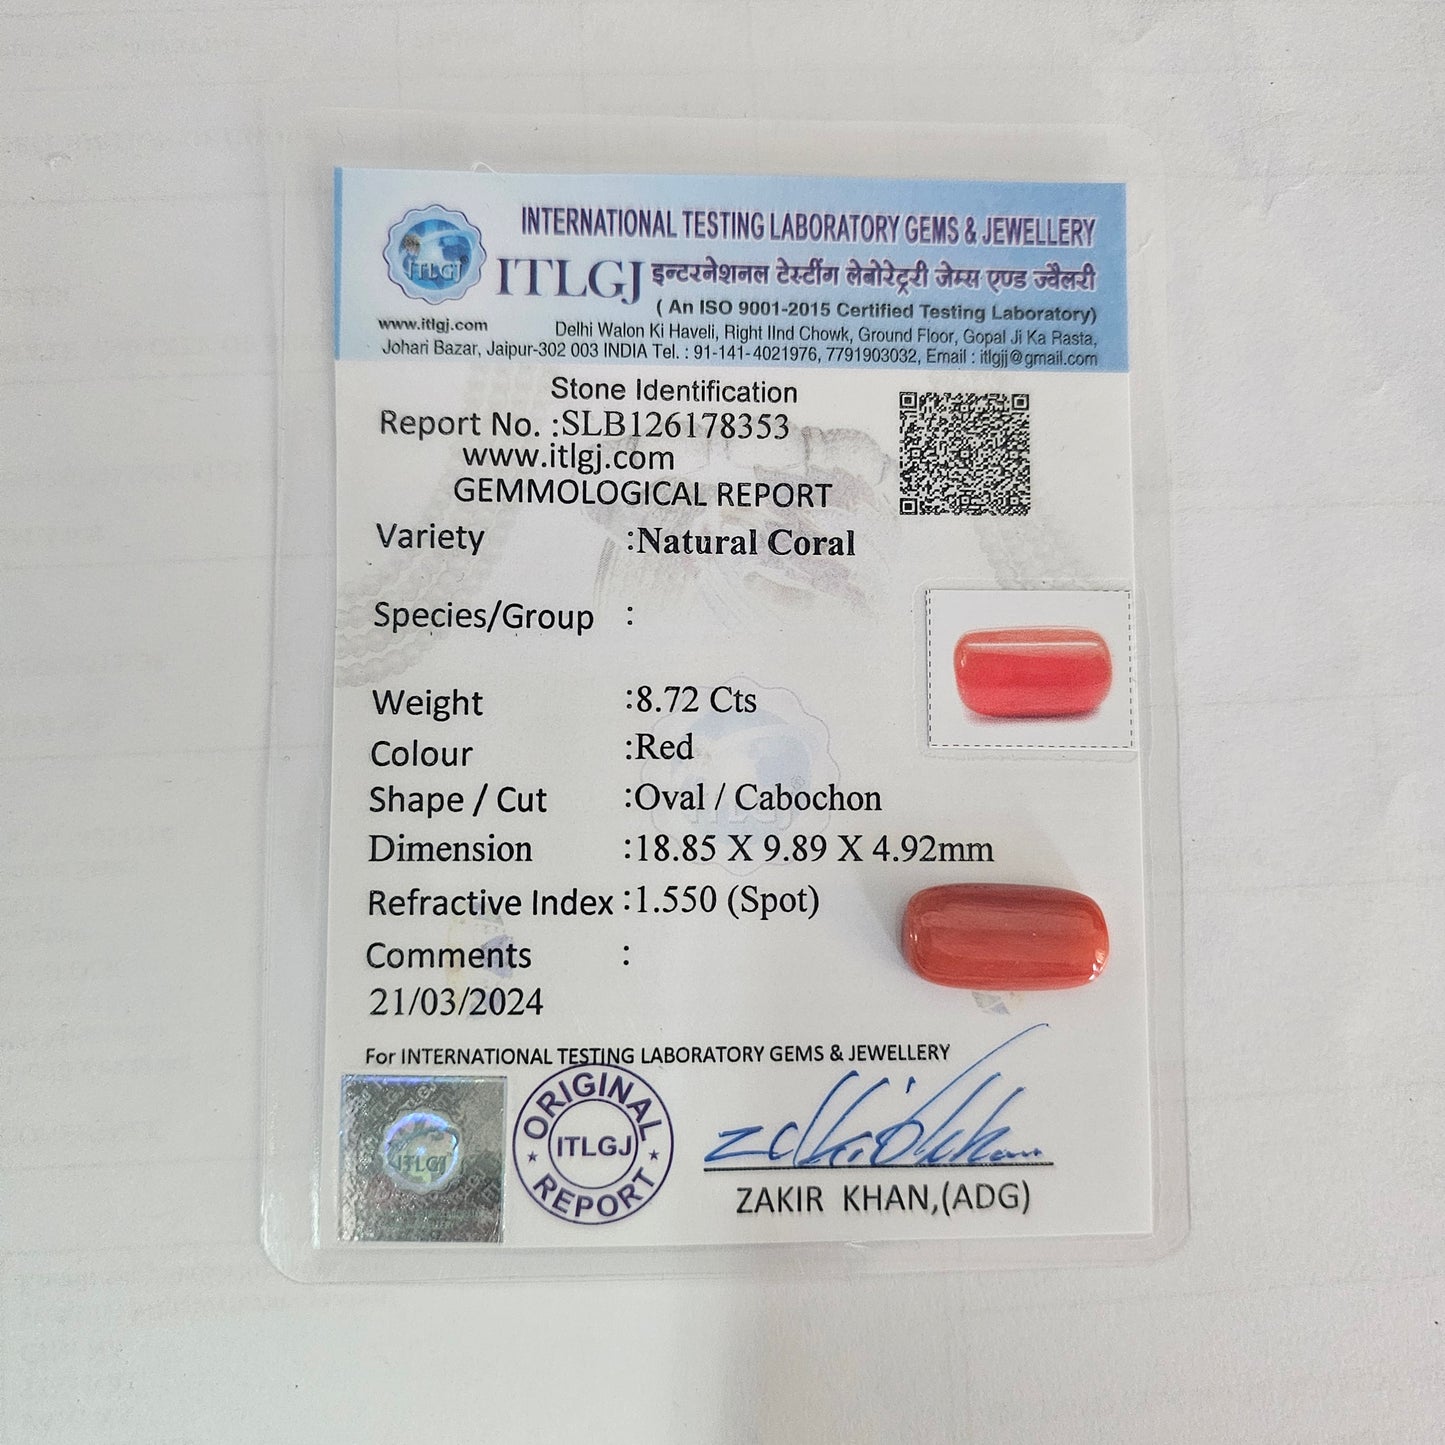 INTERNATIONAL TESTING LABORATORY GEMS & JEWELLERY
ITLGJ
ITLGJ इन्टरनेशनल टेस्टींग लेबोरेट्री जेम्स एण्ड ज्वैलरी
( An ISO 9001-2015 Certified Testing Laboratory)
www.itlgj.com Delhi Walon Ki Haveli, Right IInd Chowk, Ground Floor, Gopal Ji Ka Rasta,
Johari Bazar, Jaipur-302 003 INDIA Tel. : 91-141-4021976, 7791903032, Email : itlgjj@gmail.com
Stone Identification
Report No. :SLB126178353
www.itlgj.com
GEMMOLOGICAL REPORT
Variety :Natural Coral
Species/Group :
Weight :8.72 Cts
Colour :Red
Shape / Cut :Oval / Cabochon
Dimension :18.85 X 9.89 X 4.92mm
Refractive Index :1.550 (Spot)
Comments :
21/03/2024
For INTERNATIONAL TESTING LABORATORY GEMS & JEWELLERY
ITLGJ
ORIGINAL
ITLGJ
REPORT
ZAKIR KHAN,(ADG)